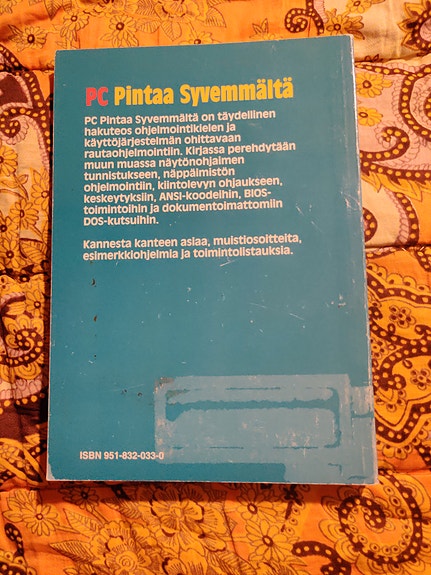 PC Pintaa Syvemmältä
PC Pintaa Syvemmältä on täydellinen
hakuteos ohjelmointikielen ja
käyttöjärjestelmän ohittavaan
rautaohjelmointiin. Kirjassa perehdytään
muun muassa näytönohjaimen
tunnistukseen, näppäimistön
ohjelmointiin, kiintolevyn ohjaukseen,
keskeytyksiin, ANSI-koodeihin, BIOS-
toimintoihin ja dokumentoimattomiin
DOS-kutsuihin.
Kannesta kanteen asiaa, muistiosoitteita,
esimerkkiohjelmia ja toimintolistauksia.
ISBN 951-832-033-0